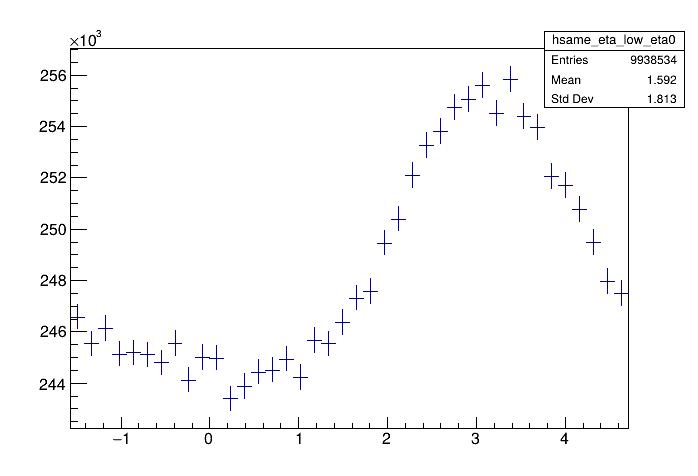 ×10³
hsame_eta_low_eta0
Entries 9938534
Mean 1.592
Std Dev 1.813
256
254
252
250
248
246
244
−1 0 1 2 3 4